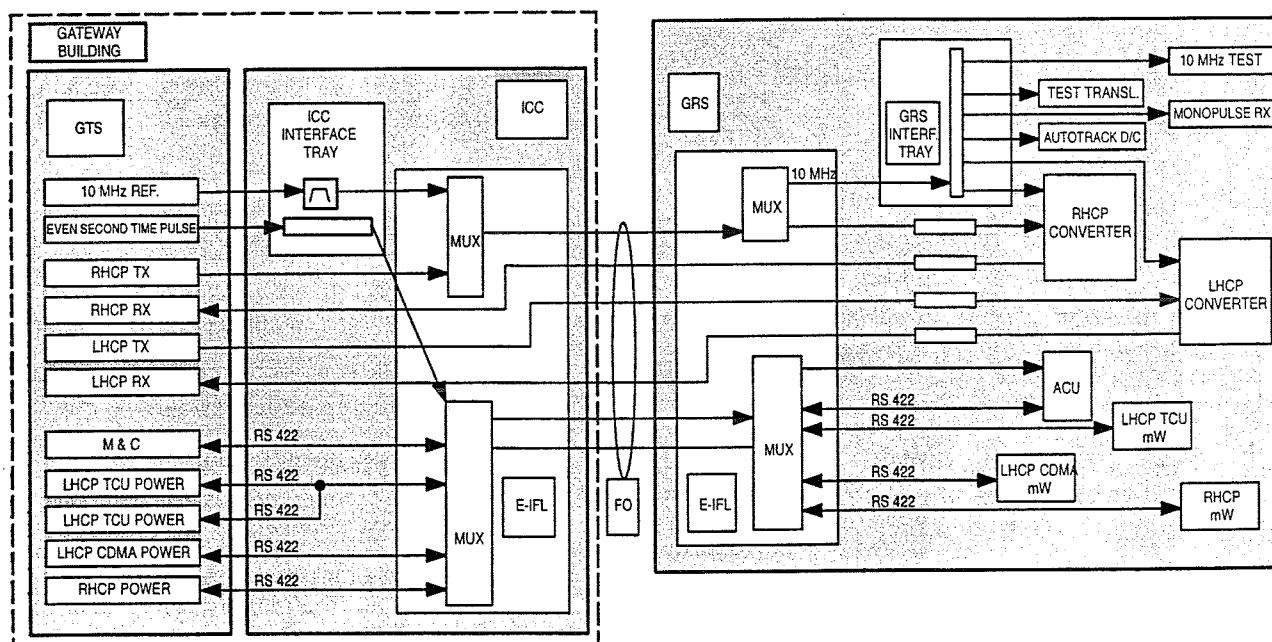 GATEWAY
BUILDING
GTS
10 MHz REF.
EVEN SECOND TIME PULSE
RHCP TX
RHCP RX
LHCP TX
LHCP RX
M & C
LHCP TCU POWER
LHCP TCU POWER
LHCP CDMA POWER
RHCP POWER
ICC
INTERFACE
TRAY
ICC
MUX
RS 422
RS 422
RS 422
RS 422
RS 422
MUX
E-IFL
FO
GRS
GRS
INTERF.
TRAY
10 MHz TEST
TEST TRANSL.
MONOPULSE RX
AUTOTRACK D/C
MUX
10 MHz
RHCP
CONVERTER
LHCP
CONVERTER
MUX
E-IFL
RS 422
RS 422
RS 422
RS 422
ACU
LHCP TCU
mW
LHCP CDMA
mW
RHCP
mW